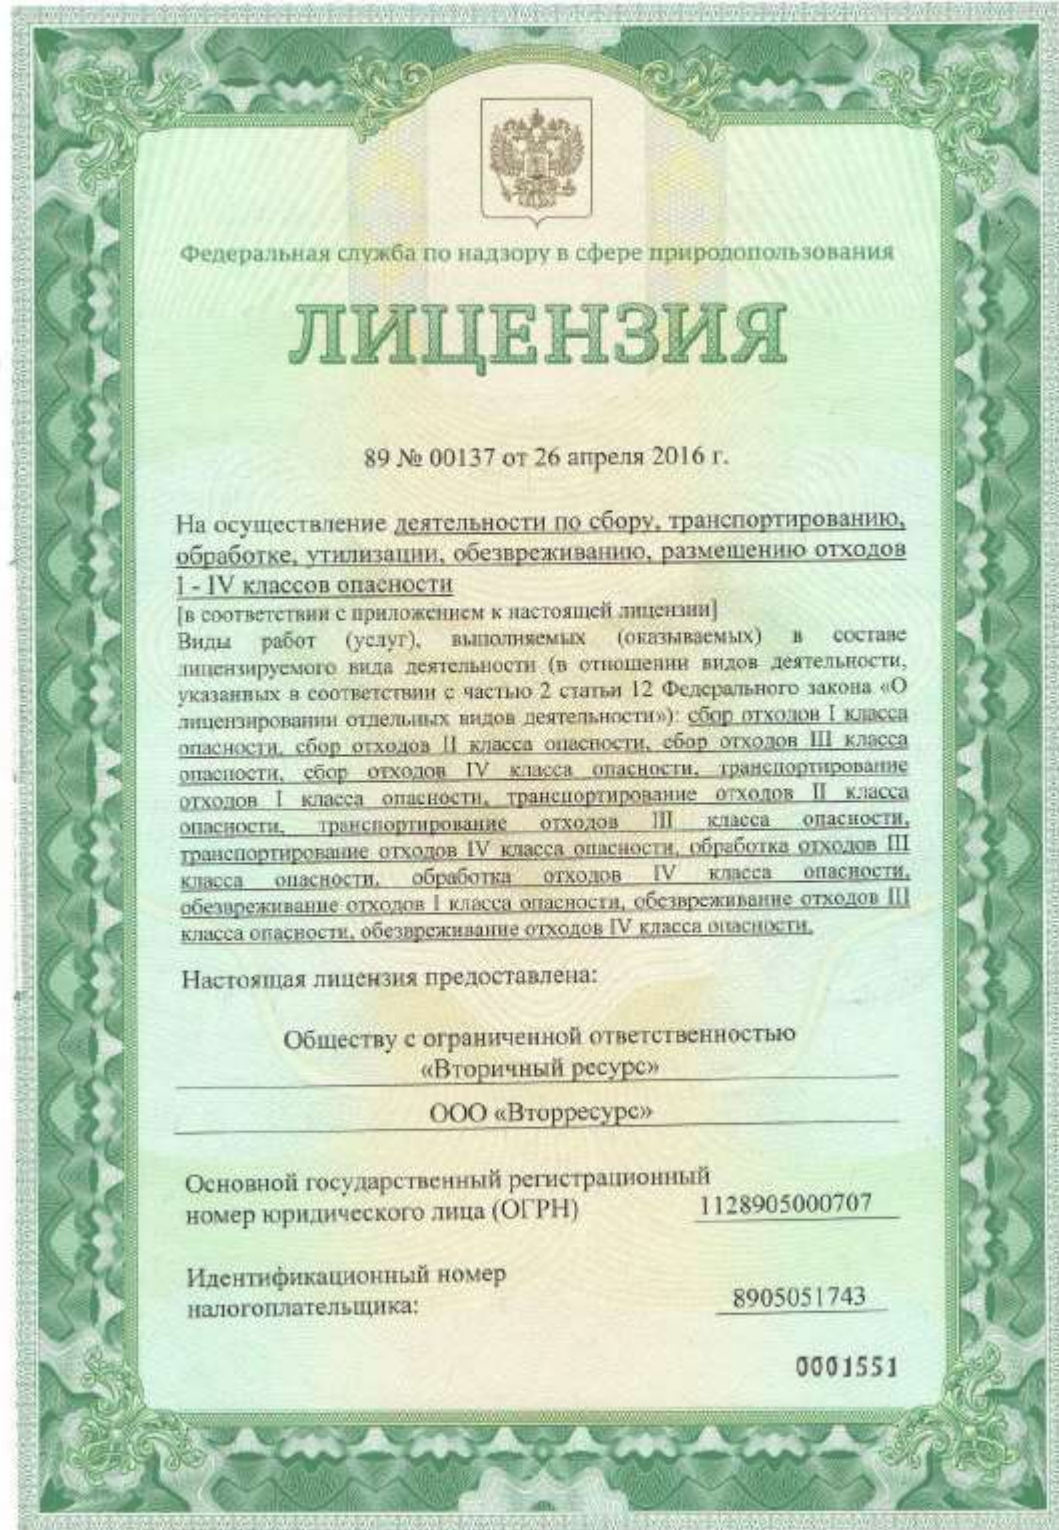 Федеральная служба по надзору в сфере природопользования
ЛИЦЕНЗИЯ
89 № 00137 от 26 апреля 2016 г.
На осуществление деятельности по сбору, транспортированию,
обработке, утилизации, обезвреживанию, размещению отходов
I - IV классов опасности
[в соответствии с приложением к настоящей лицензии]
Виды работ (услуг), выполняемых (оказываемых) в составе
лицензируемого вида деятельности (в отношении видов деятельности,
указанных в соответствии с частью 2 статьи 12 Федерального закона «О
лицензировании отдельных видов деятельности»): сбор отходов I класса
опасности, сбор отходов II класса опасности, сбор отходов III класса
опасности, сбор отходов IV класса опасности, транспортирование
отходов I класса опасности, транспортирование отходов II класса
опасности, транспортирование отходов III класса опасности,
транспортирование отходов IV класса опасности, обработка отходов III
класса опасности, обработка отходов IV класса опасности,
обезвреживание отходов I класса опасности, обезвреживание отходов III
класса опасности, обезвреживание отходов IV класса опасности.
Настоящая лицензия предоставлена:
Обществу с ограниченной ответственностью
«Вторичный ресурс»
ООО «Вторресурс»
Основной государственный регистрационный
номер юридического лица (ОГРН) 1128905000707
Идентификационный номер
налогоплательщика: 8905051743
0001551